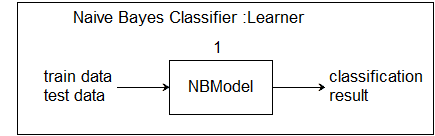 Naive Bayes Classifier :Learner
1
train data
test data
NBModel
classification
result